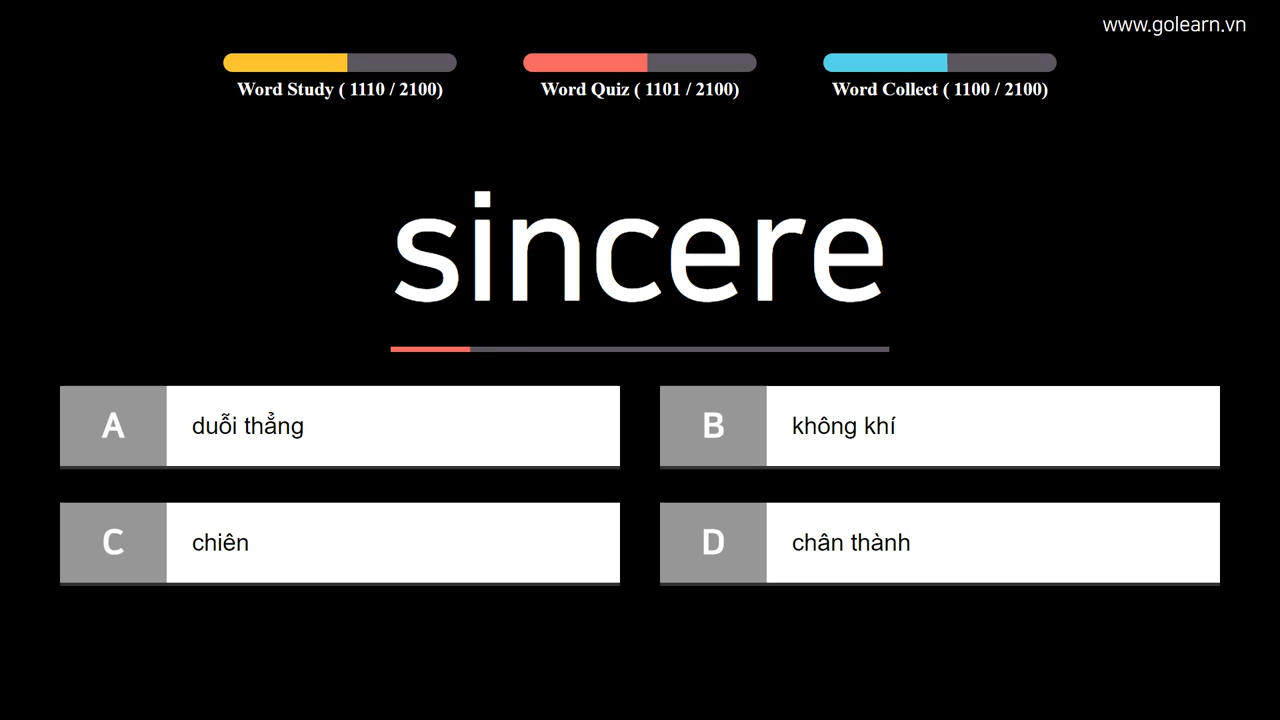 www.golearn.vn
Word Study ( 1110 / 2100)
Word Quiz ( 1101 / 2100)
Word Collect ( 1100 / 2100)
sincere
A duỗi thẳng
B không khí
C chiên
D chân thành